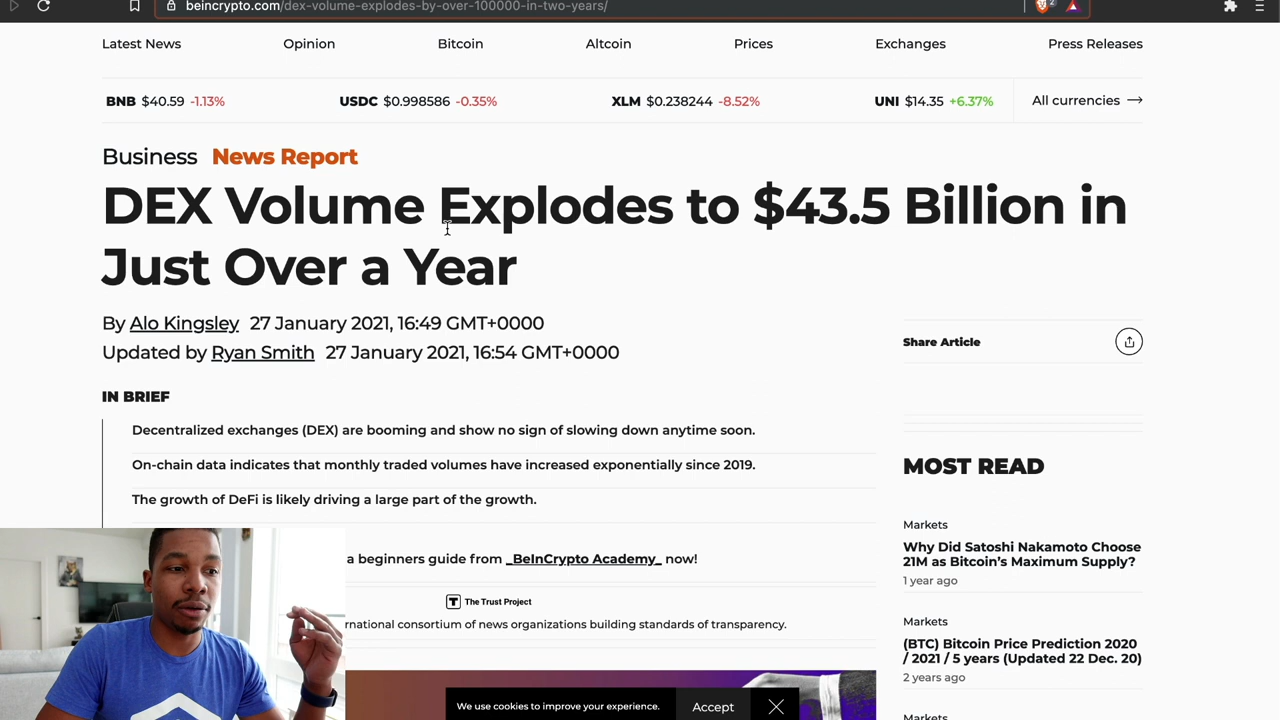 beincrypto.com/dex-volume-explodes-by-over-100000-in-two-years/
2
Latest News Opinion Bitcoin Altcoin Prices Exchanges Press Releases
BNB $40.59 -1.13% USDC $0.998586 -0.35% XLM $0.238244 -8.52% UNI $14.35 +6.37% All currencies
Business News Report
DEX Volume Explodes to $43.5 Billion in
Just Over a Year
By Alo Kingsley 27 January 2021, 16:49 GMT+0000
Updated by Ryan Smith 27 January 2021, 16:54 GMT+0000
Share Article
IN BRIEF
Decentralized exchanges (DEX) are booming and show no sign of slowing down anytime soon.
On-chain data indicates that monthly traded volumes have increased exponentially since 2019.
The growth of DeFi is likely driving a large part of the growth.
a beginners guide from _BeInCrypto Academy_ now!
T The Trust Project
rnational consortium of news organizations building standards of transparency.
MOST READ
Markets
Why Did Satoshi Nakamoto Choose
21M as Bitcoin's Maximum Supply?
1 year ago
Markets
(BTC) Bitcoin Price Prediction 2020
/ 2021 / 5 years (Updated 22 Dec. 20)
2 years ago
Markets
We use cookies to improve your experience. Accept